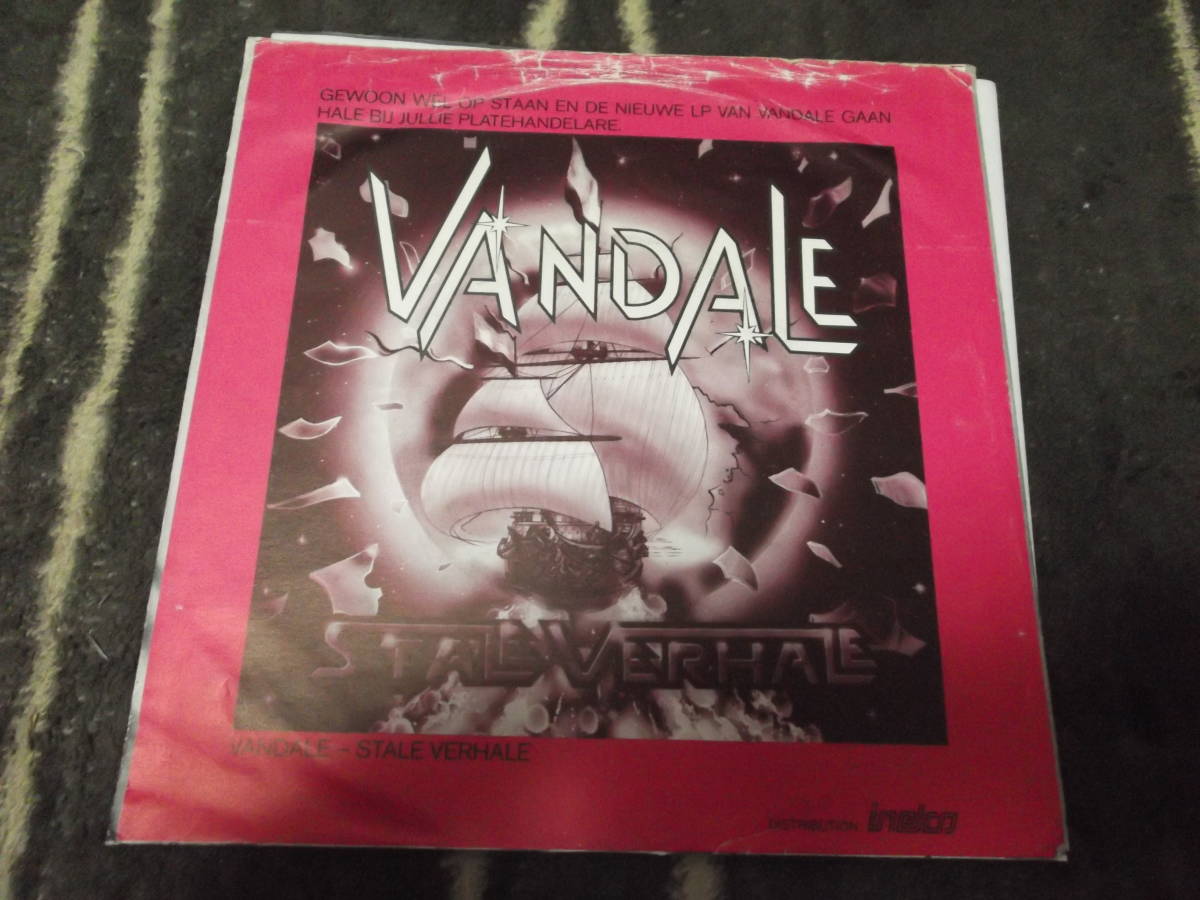 GEWOON WEL OP STAAN EN DE NIEUWE LP VAN VANDALE GAAN
HALE BIJ JULLIE PLATEHANDELARE.
VANDALE
STALE VERHALE
VANDALE – STALE VERHALE
DISTRIBUTION inelco